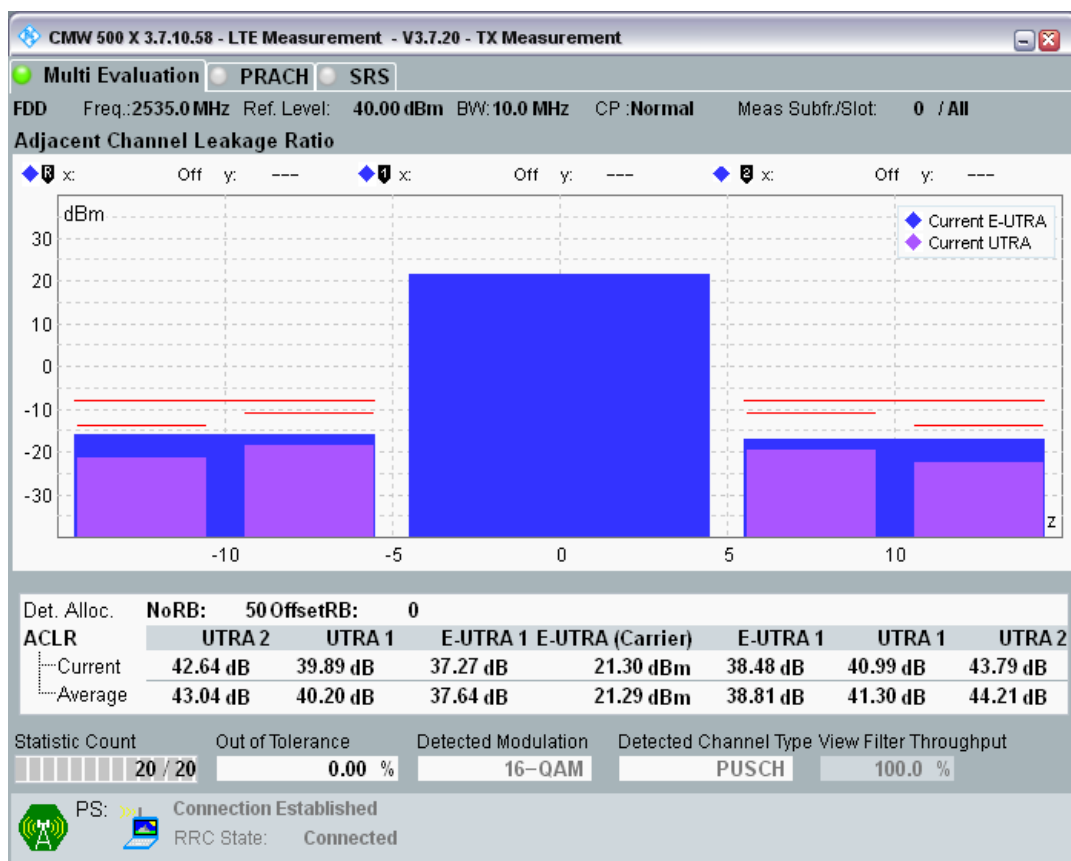 CMW 500 X 3.7.10.58 - LTE Measurement - V3.7.20 - TX Measurement
Multi Evaluation PRACH SRS
FDD Freq.:2535.0 MHz Ref. Level: 40.00 dBm BW:10.0 MHz CP :Normal Meas Subfr./Slot: 0 / All
Adjacent Channel Leakage Ratio
R x: Off y: --- 1 x: Off y: --- 2 x: Off y: ---
dBm
Current E-UTRA
Current UTRA
30
20
10
0
-10
-20
-30
z
-10 -5 0 5 10
Det. Alloc. NoRB: 50 OffsetRB: 0
ACLR UTRA 2 UTRA 1 E-UTRA 1 E-UTRA (Carrier) E-UTRA 1 UTRA 1 UTRA 2
Current 42.64 dB 39.89 dB 37.27 dB 21.30 dBm 38.48 dB 40.99 dB 43.79 dB
Average 43.04 dB 40.20 dB 37.64 dB 21.29 dBm 38.81 dB 41.30 dB 44.21 dB
Statistic Count Out of Tolerance Detected Modulation Detected Channel Type View Filter Throughput
20 / 20 0.00 % 16-QAM PUSCH 100.0 %
PS: Connection Established
RRC State: Connected